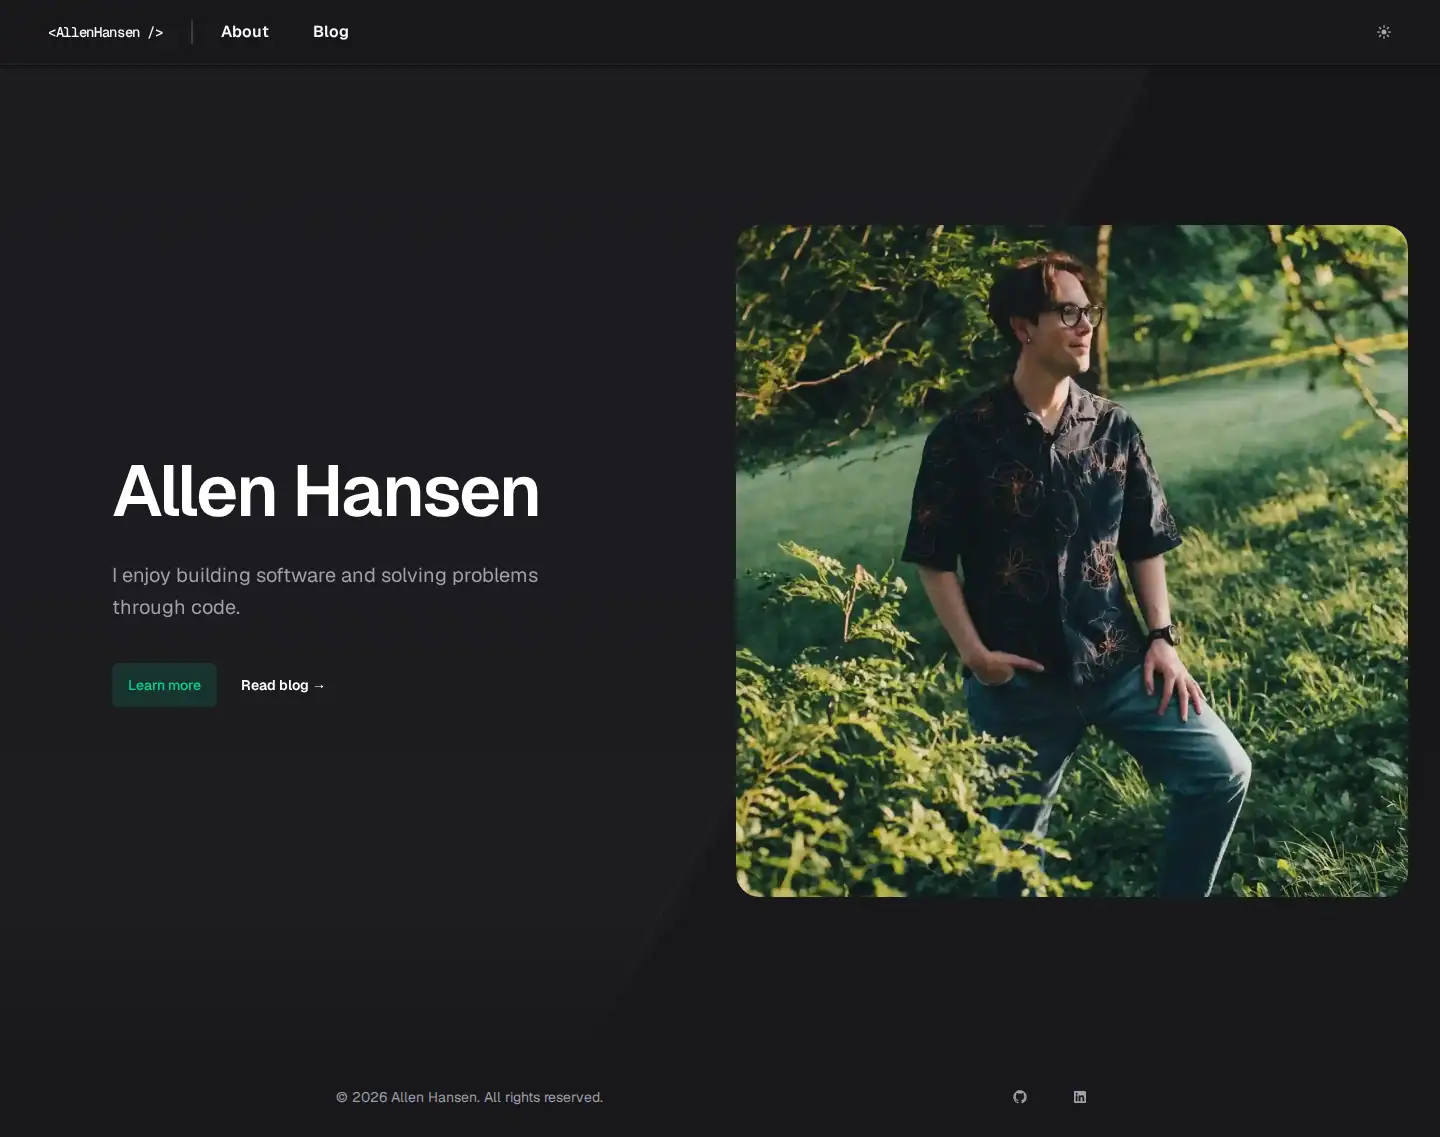 <AllenHansen />
About
Blog
Allen Hansen
I enjoy building software and solving problems
through code.
Learn more
Read blog →
© 2026 Allen Hansen. All rights reserved.